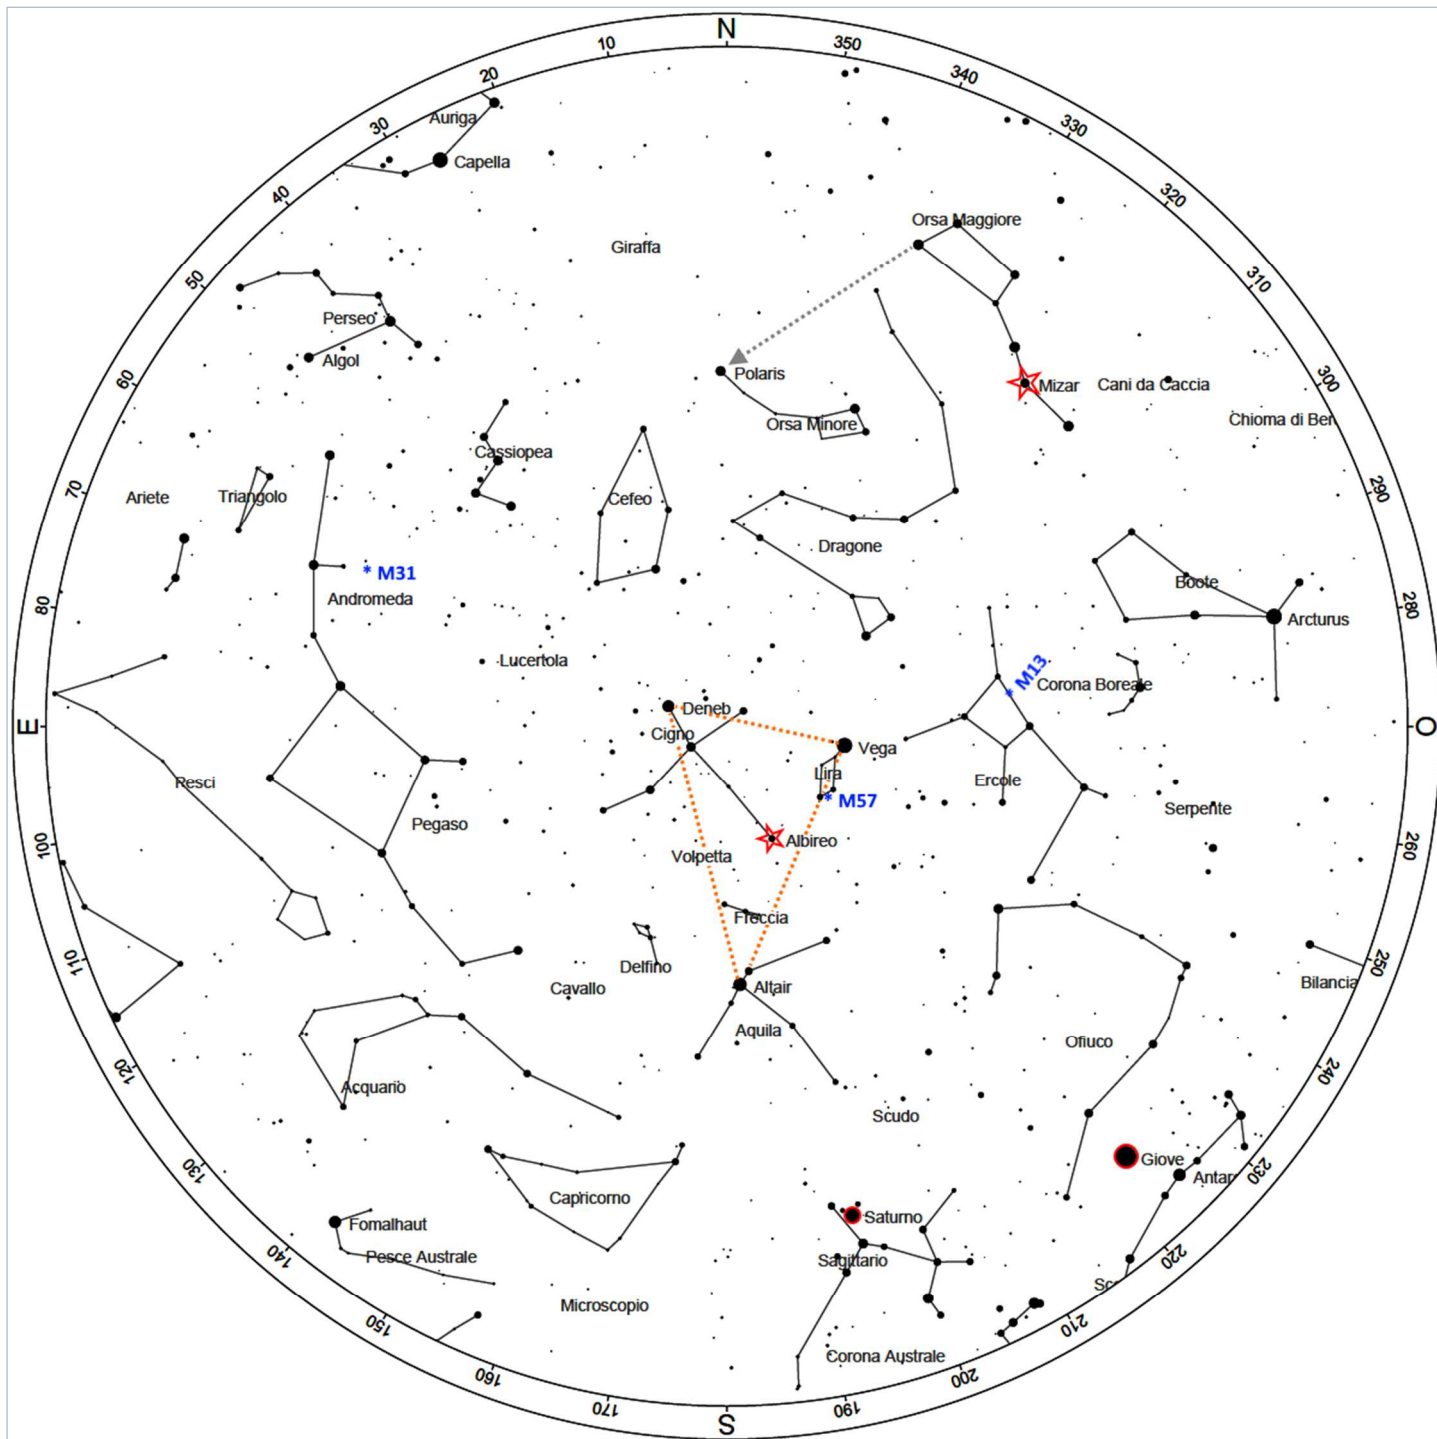 N
350
340
330
320
310
300
290
280
O
260
250
240
230
220
210
200
190
S
170
160
150
140
130
120
110
100
E
80
70
60
50
40
30
20
10
Auriga
Capella
Orsa Maggiore
Giraffa
Perseo
Algol
Polaris
Mizar
Cani da Caccia
Orsa Minore
Chioma di Ber
Cassiopea
Ariete
Triangolo
Cefeo
Dragone
* M31
Andromeda
Boote
Arcturus
Lucertola
* M13
Corona Boreale
Deneb
Cigno
Vega
Lira
Ercole
Pesci
* M57
Serpente
Pegaso
Albireo
Volpetta
Freccia
Delfino
Cavallo
Altair
Bilancia
Aquila
Ofiuco
Acquario
Scudo
Giove
Antar
Capricorno
Fomalhaut
Saturno
Pesce Australe
Sagittario
Sc
Microscopio
Corona Australe